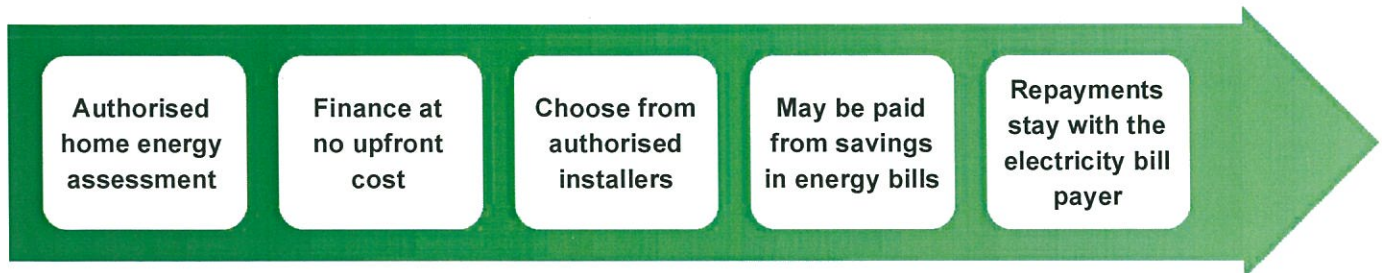 Authorised
home energy
assessment
Finance at
no upfront
cost
Choose from
authorised
installers
May be paid
from savings
in energy bills
Repayments
stay with the
electricity bill
payer